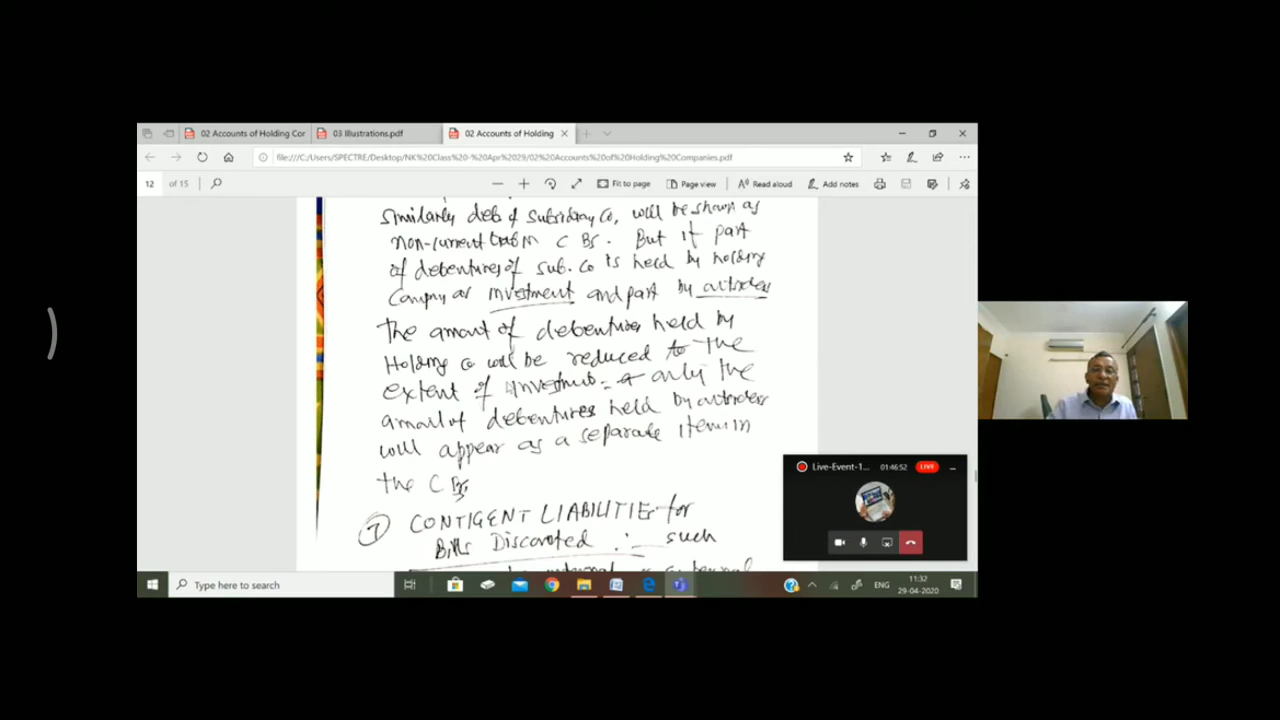 02 Accounts of Holding Cor
03 Illustrations.pdf
02 Accounts of Holding
file:///C:/Users/SPECTRE/Desktop/NK%20Class%20-%20Apr%2029/02%20Accounts%20of%20Holding%20Companies.pdf
12 of 15
Fit to page
Page view
Read aloud
Add notes
similarly deb of subsidiary Co, will be shown as
non-current C Bs. But if part
of debentures of sub. Co is held by holding
Company as investment and part by outsiders
The amount of debentures held by
Holding co will be reduced to the
extent of only the
amount of debentures held by outsiders
will appear as a separate item in
the C Bs
7 CONTIGENT LIABILITIES for
Bills Discounted :- such
Live-Event-1... 01:46:52 LIVE
Type here to search
ENG
11:32
29-04-2020